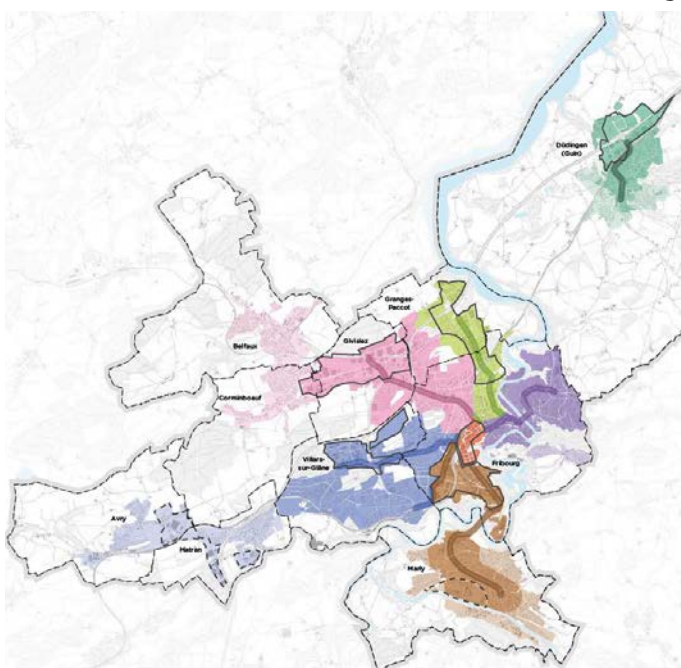 Düdingen
(Guin)
Granges-
Paccot
Belfaux
Givisiez
Corminboeuf
Villars-
sur-Glâne
Fribourg
Avry
Matran
Marly